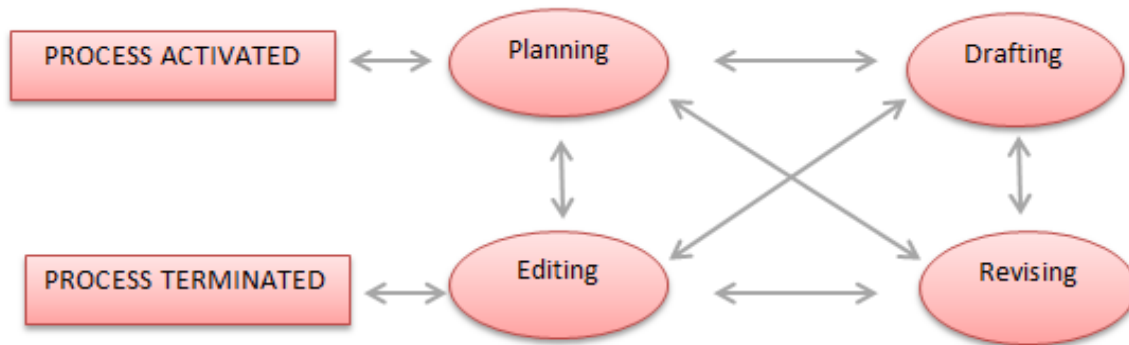 PROCESS ACTIVATED
Planning
Drafting
PROCESS TERMINATED
Editing
Revising